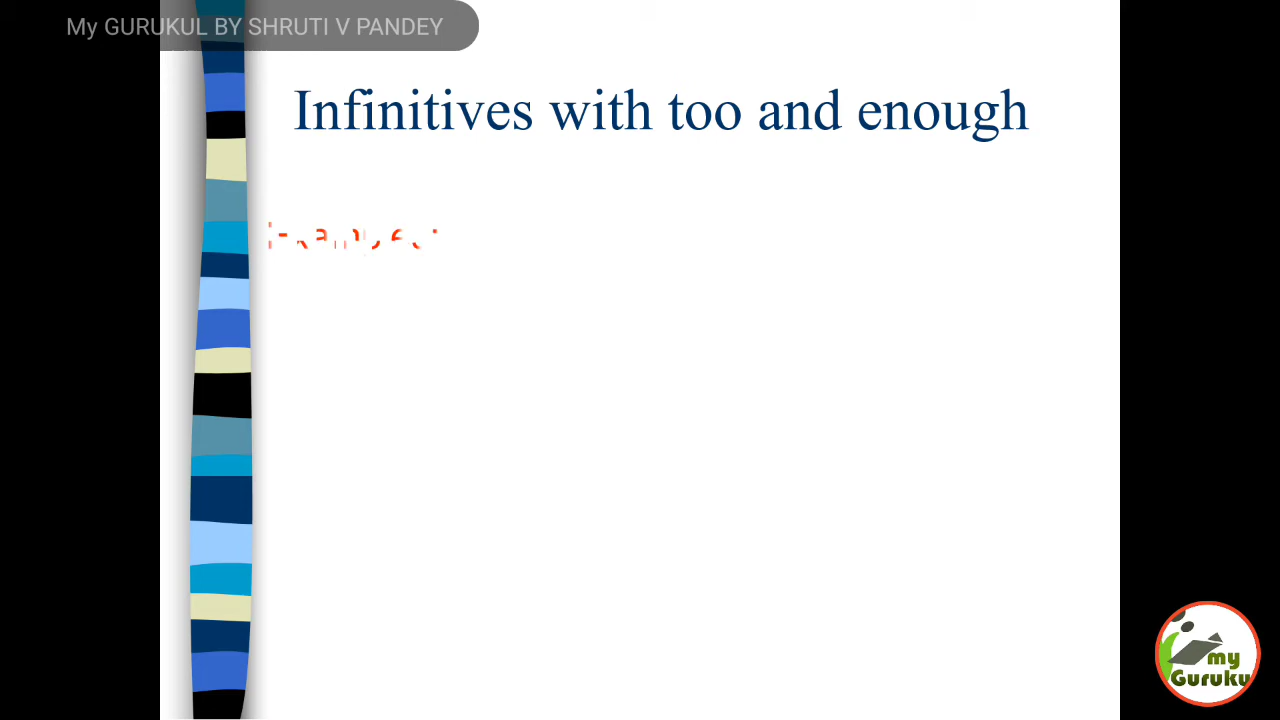 My GURUKUL BY SHRUTI V PANDEY
Infinitives with too and enough
my
Guruku